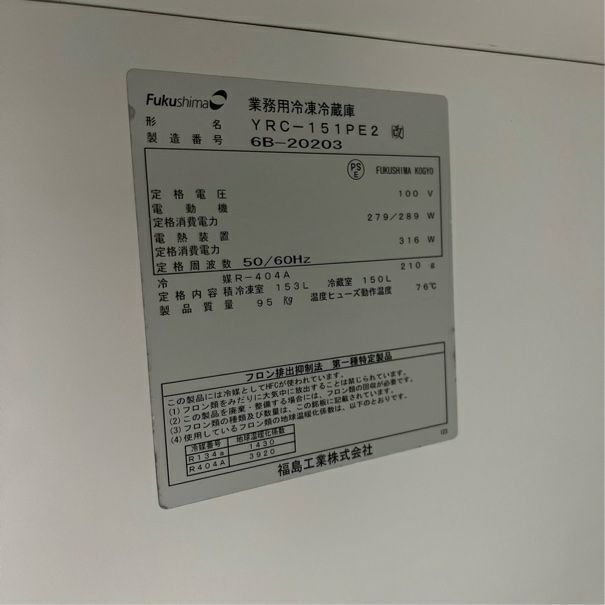 Fukushima 業務用冷凍冷蔵庫
形名 YRC-151PE2 改
製造番号 6B-20203
PSE FUKUSHIMA KOGYO
定格電圧 100 V
電動機
定格消費電力 279/289 W
電熱装置
定格消費電力 316 W
定格周波数 50/60Hz
冷媒 R-404A 210 g
定格内容積 冷凍室 153L 冷蔵室 150L
製品質量 95 Kg 温度ヒューズ動作温度 76℃
フロン排出抑制法 第一種特定製品
この製品には冷媒としてHFCが使われています。
(1) フロン類をみだりに大気中に放出することは禁じられています。
(2) この製品を廃棄・整備する場合には、フロン類の回収が必要です。
(3) フロン類の種類及び数量は、この銘板に記載されています。
(4) 使用しているフロン類の地球温暖化係数は、以下のとおりです。
冷媒番号 地球温暖化係数
R134a 1430
R404A 3920
福島工業株式会社